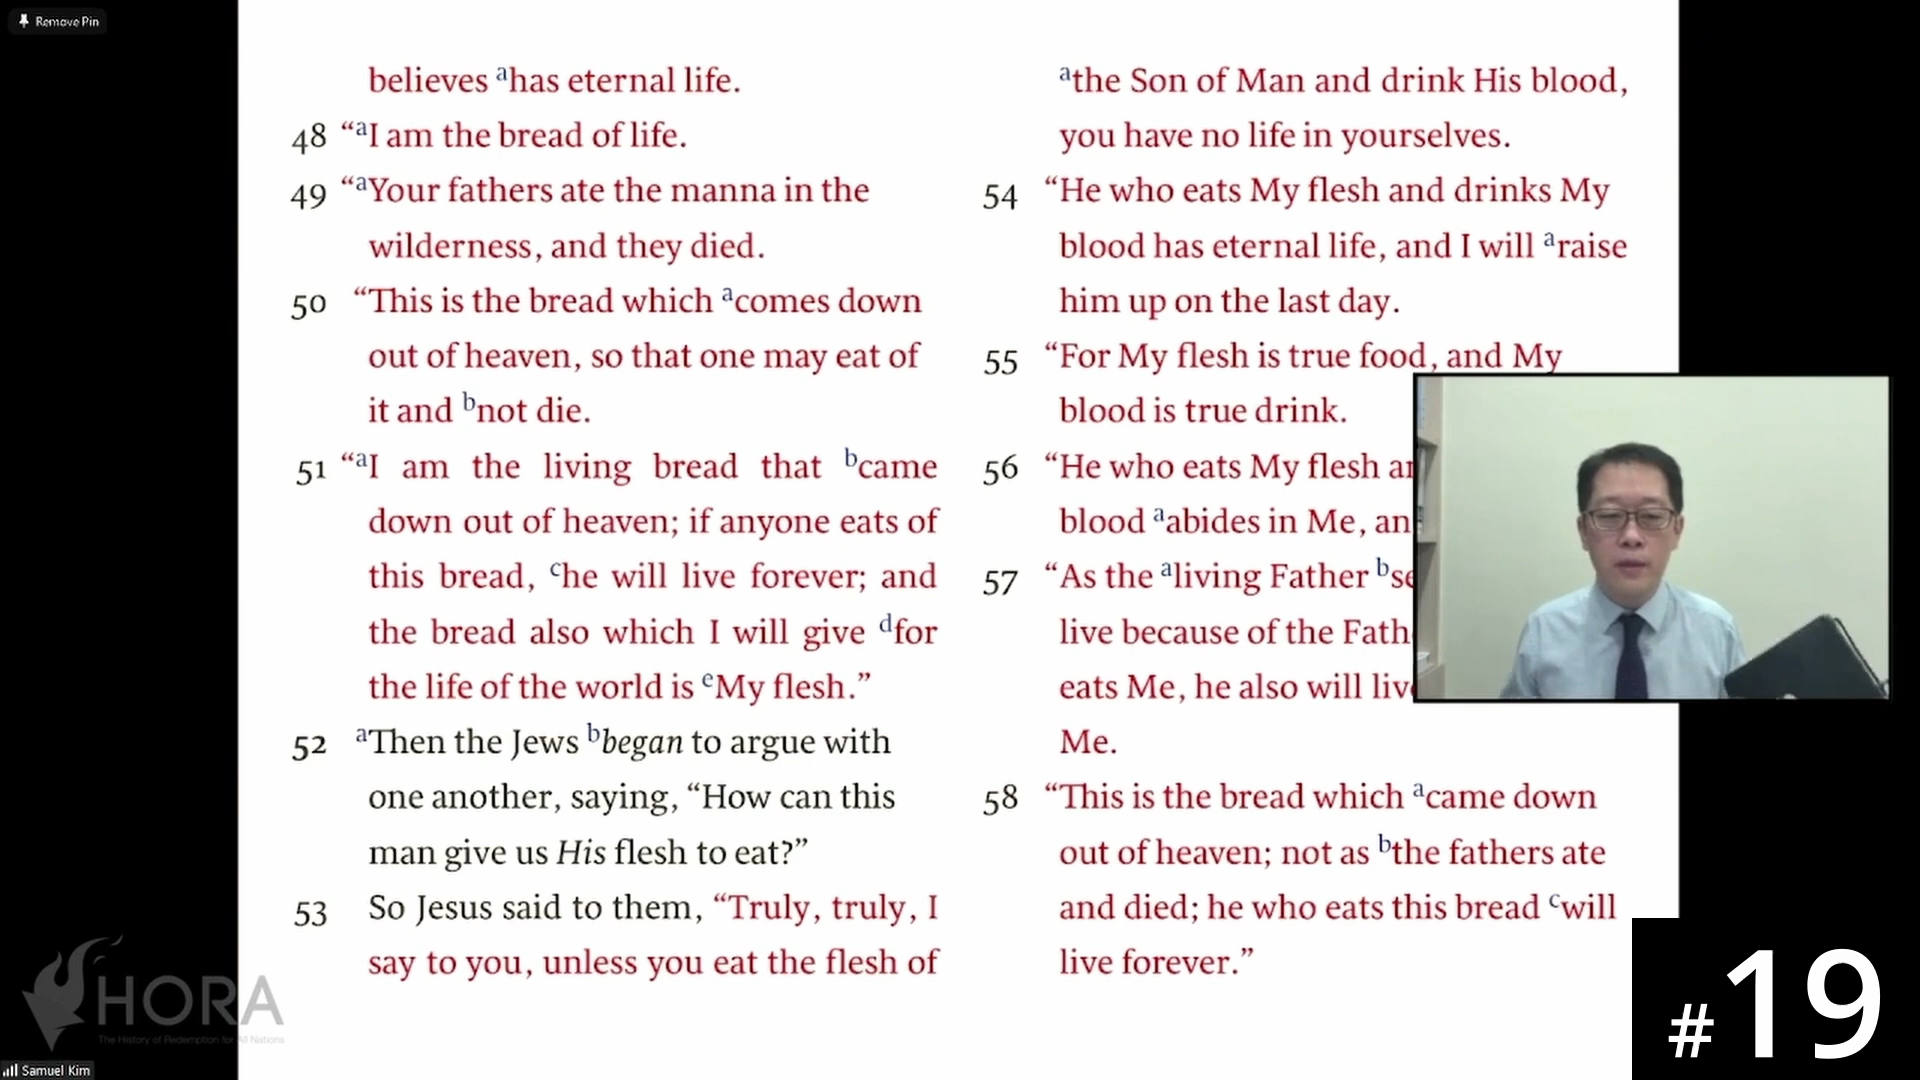 Remove Pin
believes ᵃhas eternal life.
48 “ᵃI am the bread of life.
49 “ᵃYour fathers ate the manna in the
wilderness, and they died.
50 “This is the bread which ᵃcomes down
out of heaven, so that one may eat of
it and ᵇnot die.
51 “ᵃI am the living bread that ᵇcame
down out of heaven; if anyone eats of
this bread, ᶜhe will live forever; and
the bread also which I will give ᵈfor
the life of the world is ᵉMy flesh.”
52 ᵃThen the Jews ᵇbegan to argue with
one another, saying, “How can this
man give us His flesh to eat?”
53 So Jesus said to them, “Truly, truly, I
say to you, unless you eat the flesh of
ᵃthe Son of Man and drink His blood,
you have no life in yourselves.
54 “He who eats My flesh and drinks My
blood has eternal life, and I will ᵃraise
him up on the last day.
55 “For My flesh is true food, and My
blood is true drink.
56 “He who eats My flesh
blood ᵃabides in Me,
57 “As the ᵃliving Father
live because of the
eats Me, he also will
Me.
58 “This is the bread which ᵃcame down
out of heaven; not as ᵇthe fathers ate
and died; he who eats this bread ᶜwill
live forever.”
HORA
The History of Redemption for All Nations
Samuel Kim
#19